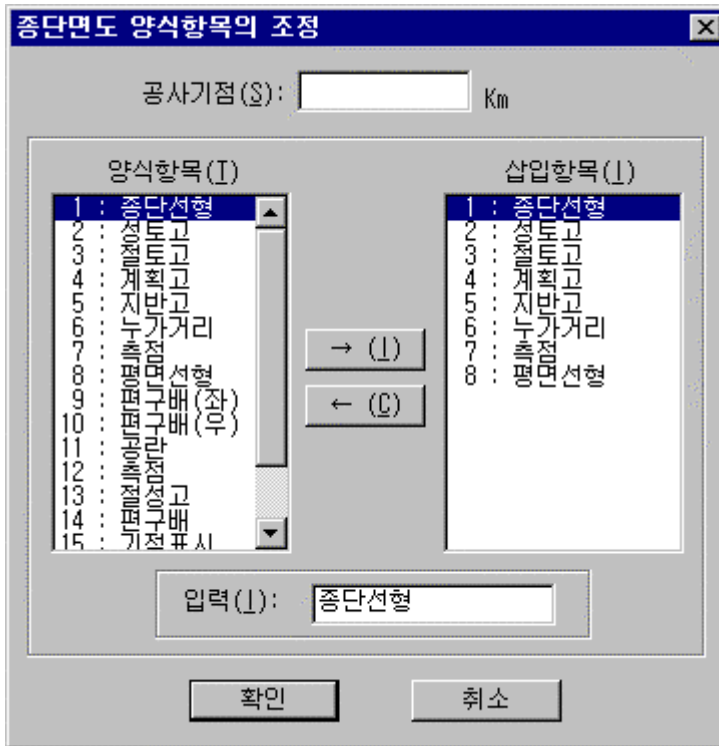 종단면도 양식항목의 조정
공사기점(S): Km
양식항목(T)
1 : 종단선형
2 : 성토고
3 : 절토고
4 : 계획고
5 : 지반고
6 : 누가거리
7 : 측점
8 : 평면선형
9 : 편구배(좌)
10 : 편구배(우)
11 : 공란
12 : 측점
13 : 절성고
14 : 편구배
15 : 기점표시
→ (I)
← (C)
삽입항목(I)
1 : 종단선형
2 : 성토고
3 : 절토고
4 : 계획고
5 : 지반고
6 : 누가거리
7 : 측점
8 : 평면선형
입력(I): 종단선형
확인 취소